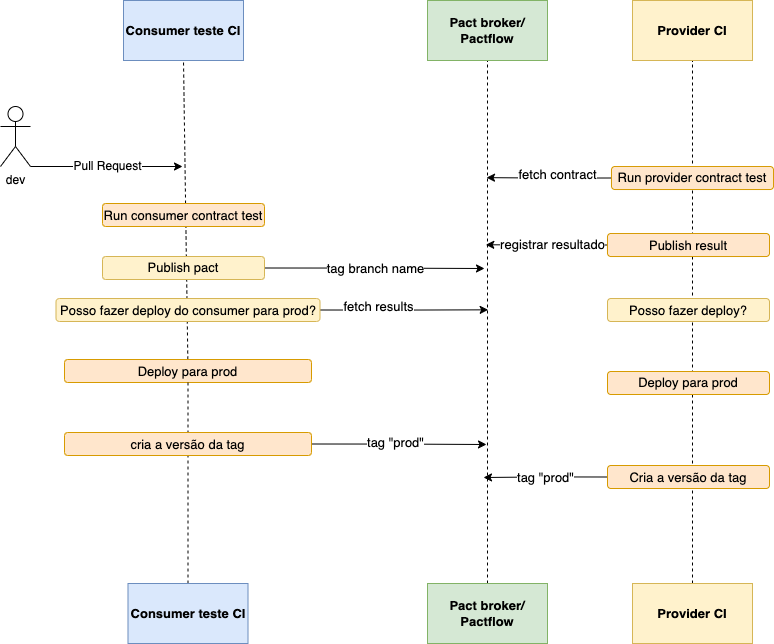 Consumer teste CI
Pact broker/
Pactflow
Provider CI
dev
Pull Request
fetch contract
Run provider contract test
Run consumer contract test
registrar resultado
Publish result
Publish pact
tag branch name
Posso fazer deploy do consumer para prod?
fetch results
Posso fazer deploy?
Deploy para prod
Deploy para prod
cria a versão da tag
tag "prod"
tag "prod"
Cria a versão da tag
Consumer teste CI
Pact broker/
Pactflow
Provider CI